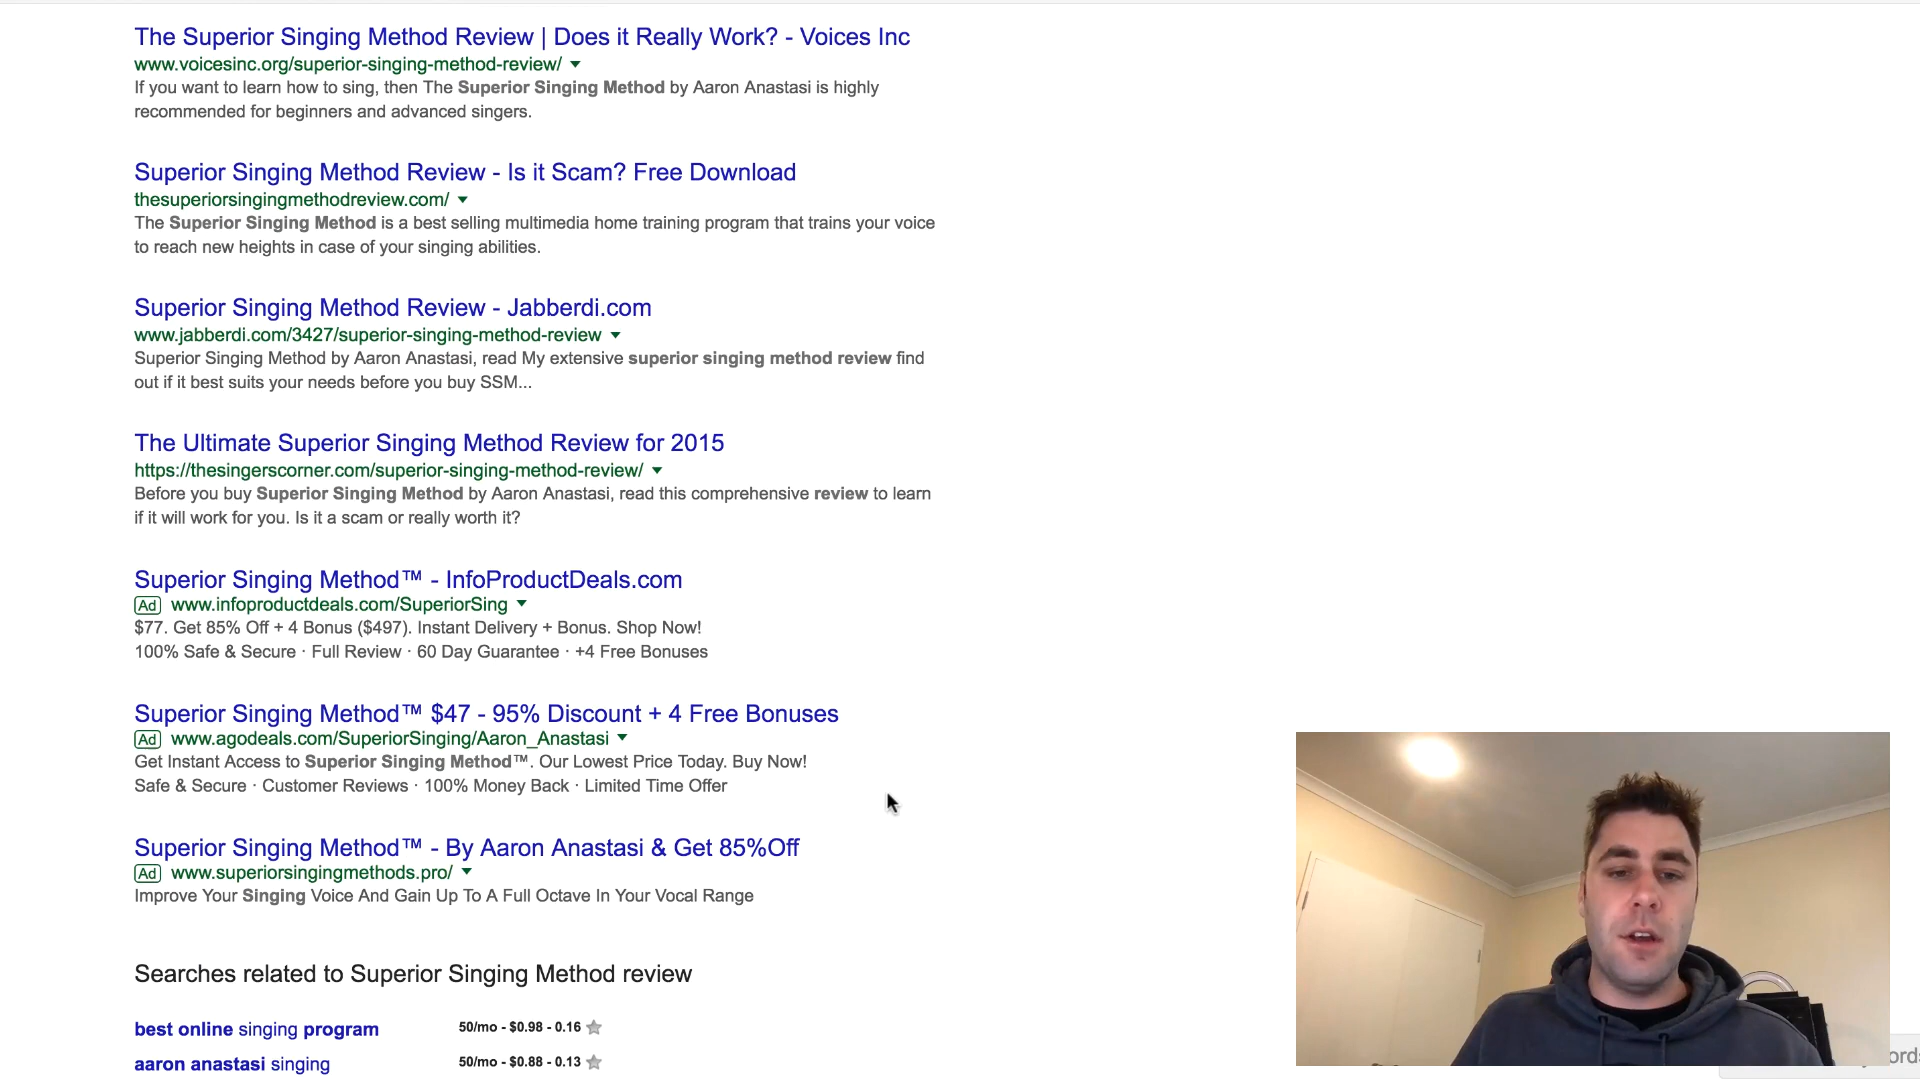 The Superior Singing Method Review | Does it Really Work? - Voices Inc
www.voicesinc.org/superior-singing-method-review/
If you want to learn how to sing, then The Superior Singing Method by Aaron Anastasi is highly
recommended for beginners and advanced singers.
Superior Singing Method Review - Is it Scam? Free Download
thesuperiorsingingmethodreview.com/
The Superior Singing Method is a best selling multimedia home training program that trains your voice
to reach new heights in case of your singing abilities.
Superior Singing Method Review - Jabberdi.com
www.jabberdi.com/3427/superior-singing-method-review
Superior Singing Method by Aaron Anastasi, read My extensive superior singing method review find
out if it best suits your needs before you buy SSM...
The Ultimate Superior Singing Method Review for 2015
https://thesingerscorner.com/superior-singing-method-review/
Before you buy Superior Singing Method by Aaron Anastasi, read this comprehensive review to learn
if it will work for you. Is it a scam or really worth it?
Superior Singing Method™ - InfoProductDeals.com
Ad www.infoproductdeals.com/SuperiorSing
$77. Get 85% Off + 4 Bonus ($497). Instant Delivery + Bonus. Shop Now!
100% Safe & Secure · Full Review · 60 Day Guarantee · +4 Free Bonuses
Superior Singing Method™ $47 - 95% Discount + 4 Free Bonuses
Ad www.agodeals.com/SuperiorSinging/Aaron_Anastasi
Get Instant Access to Superior Singing Method™. Our Lowest Price Today. Buy Now!
Safe & Secure · Customer Reviews · 100% Money Back · Limited Time Offer
Superior Singing Method™ - By Aaron Anastasi & Get 85%Off
Ad www.superiorsingingmethods.pro/
Improve Your Singing Voice And Gain Up To A Full Octave In Your Vocal Range
Searches related to Superior Singing Method review
best online singing program 50/mo - $0.98 - 0.16
aaron anastasi singing 50/mo - $0.88 - 0.13